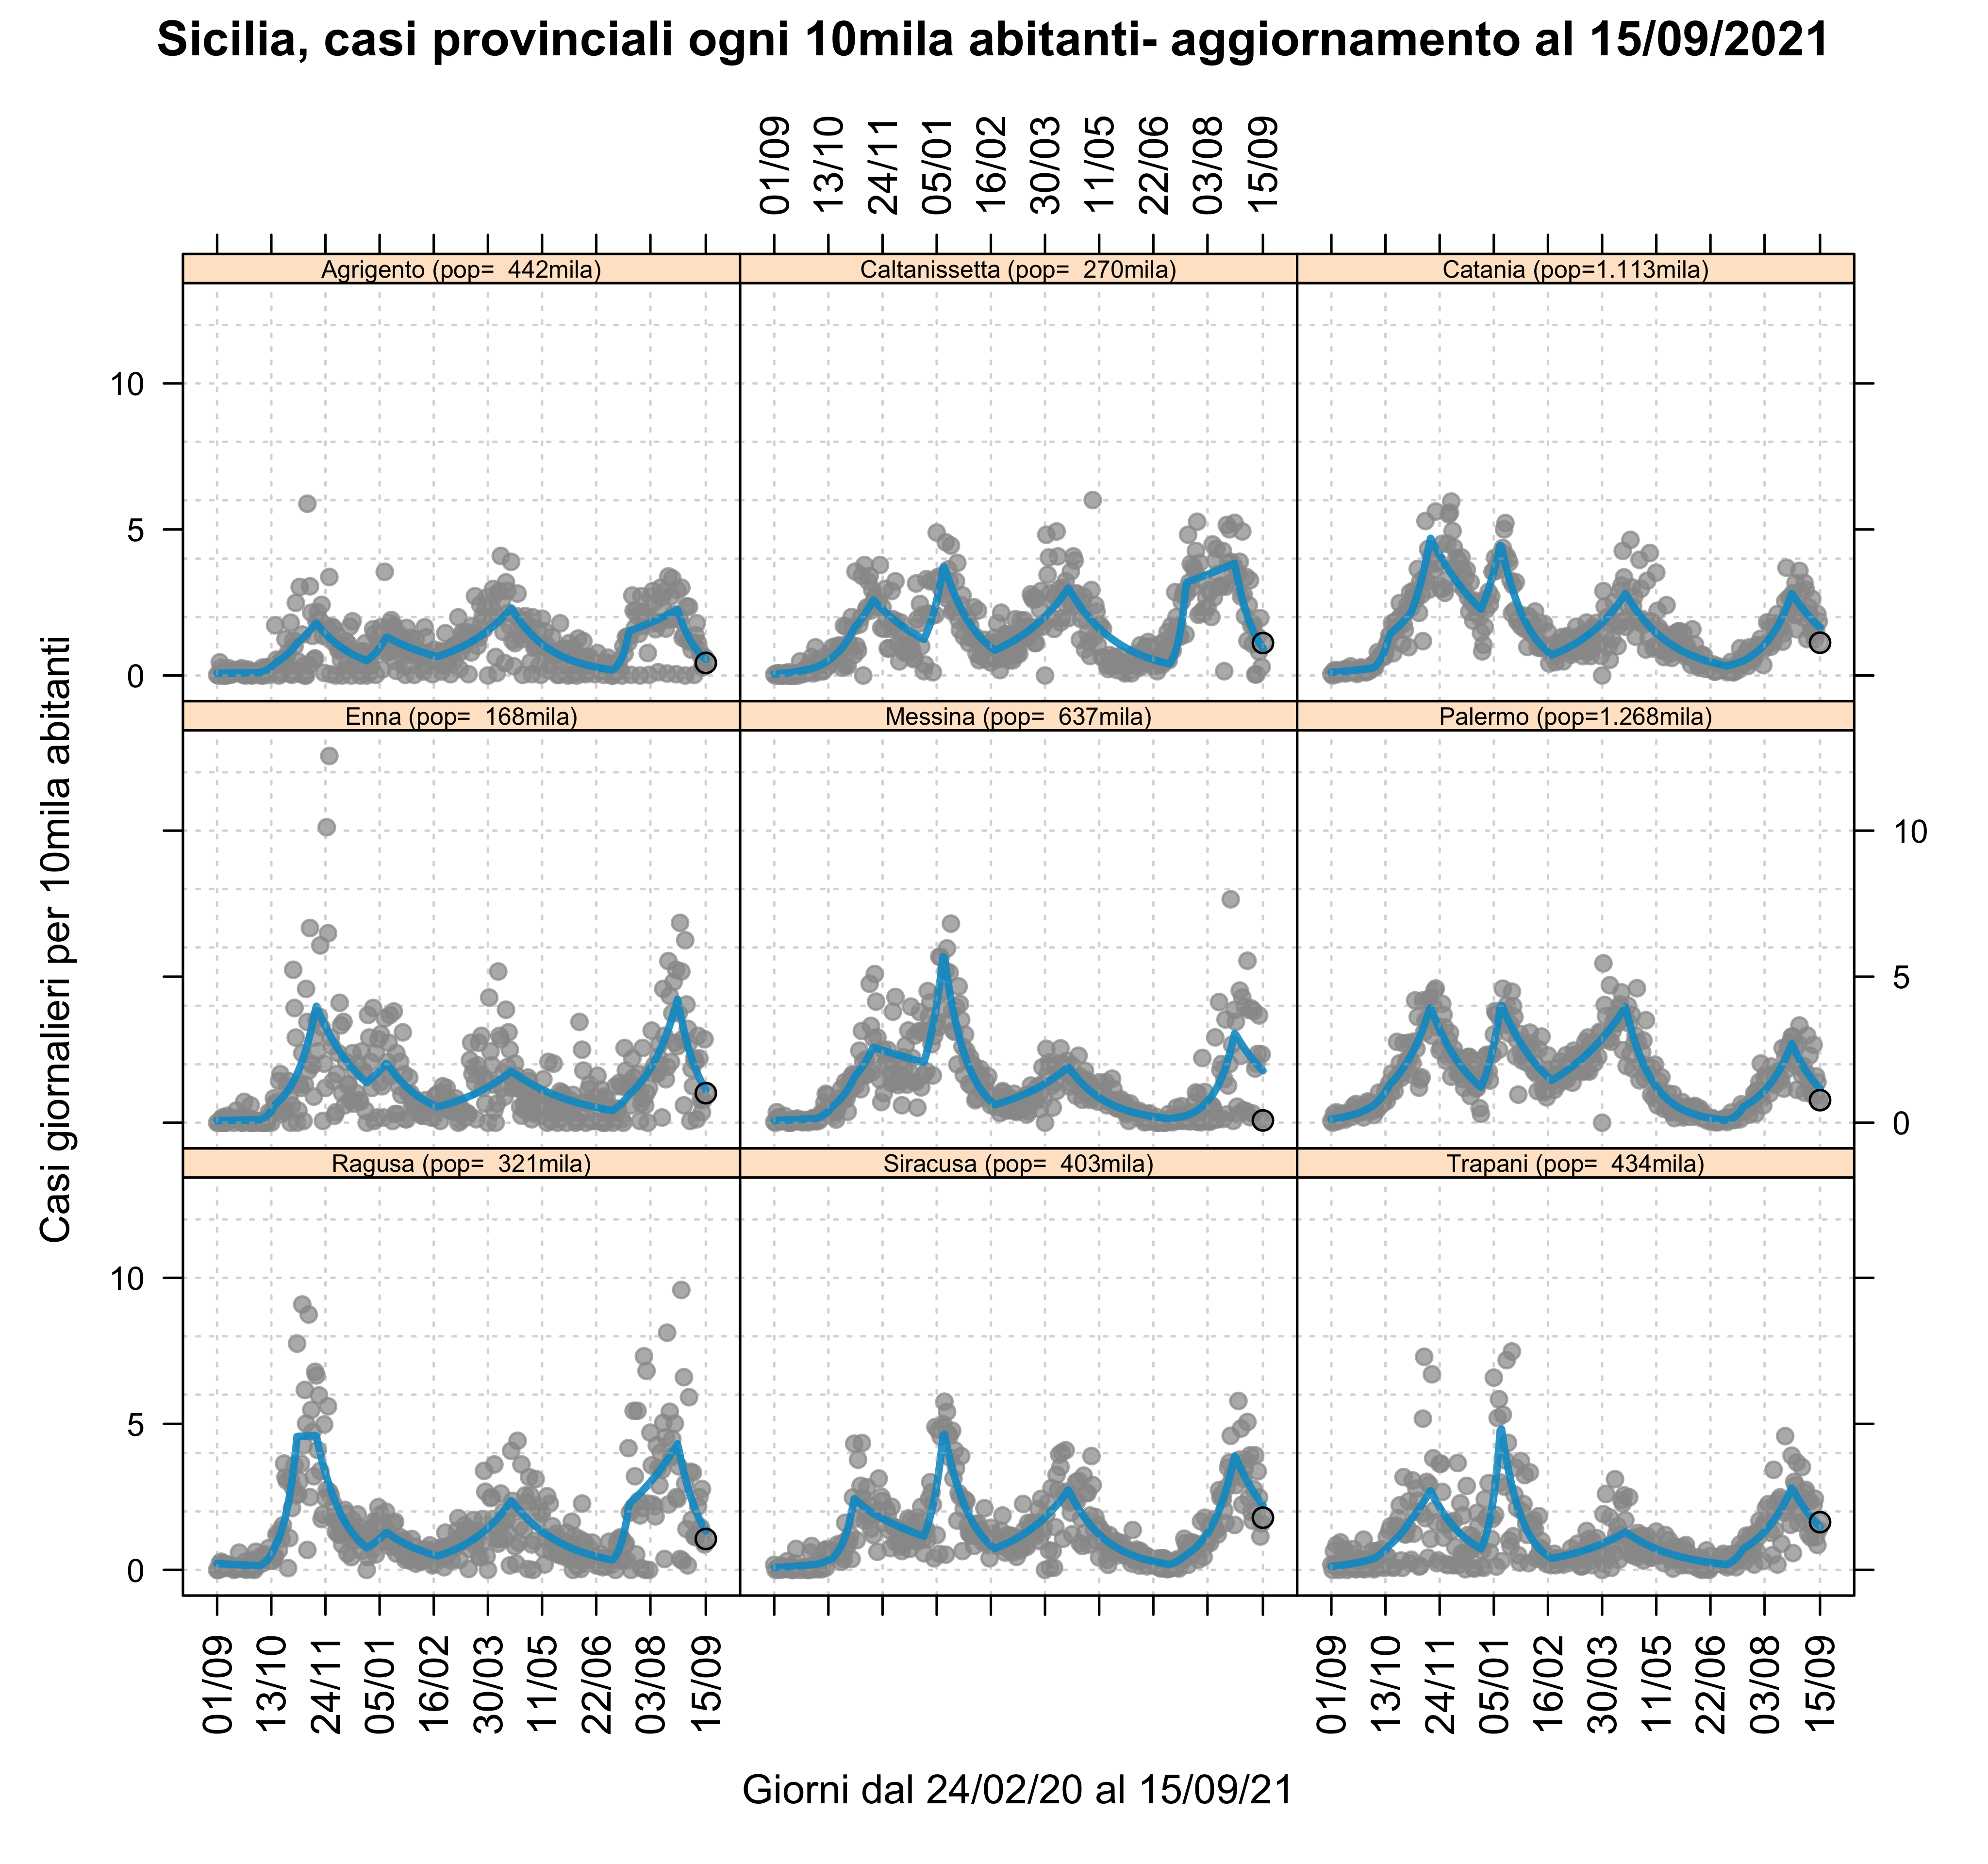 Sicilia, casi provinciali ogni 10mila abitanti- aggiornamento al 15/09/2021
01/09 13/10 24/11 05/01 16/02 30/03 11/05 22/06 03/08 15/09
Agrigento (pop=  442mila)
Caltanissetta (pop=  270mila)
Catania (pop=1.113mila)
10
5
0
Enna (pop=  168mila)
Messina (pop=  637mila)
Palermo (pop=1.268mila)
10
5
0
Casi giornalieri per 10mila abitanti
Ragusa (pop=  321mila)
Siracusa (pop=  403mila)
Trapani (pop=  434mila)
10
5
0
01/09 13/10 24/11 05/01 16/02 30/03 11/05 22/06 03/08 15/09
01/09 13/10 24/11 05/01 16/02 30/03 11/05 22/06 03/08 15/09
Giorni dal 24/02/20 al 15/09/21